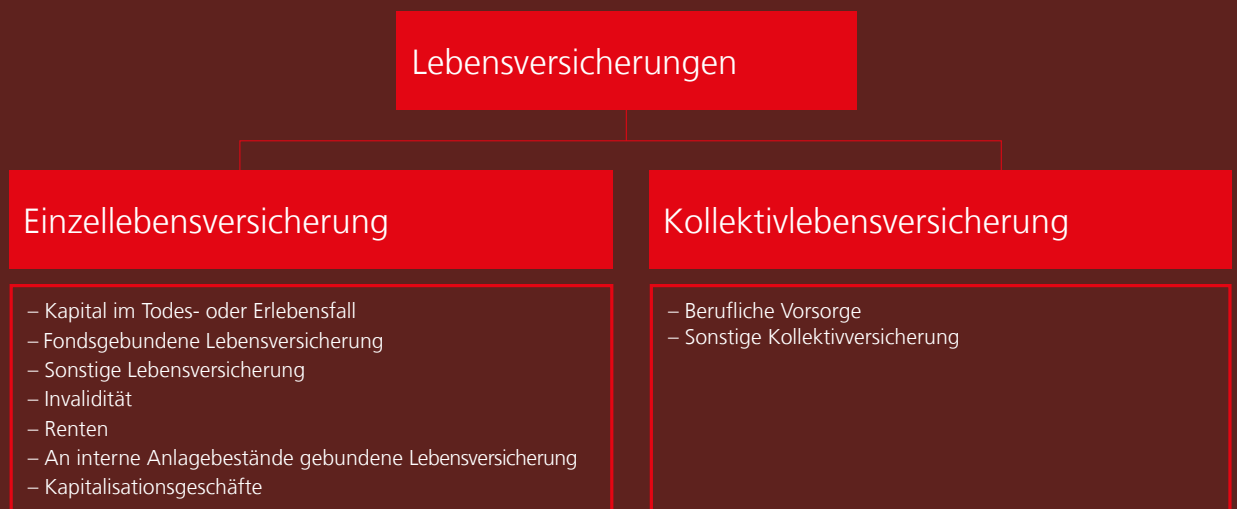 Lebensversicherungen
Einzellebensversicherung
– Kapital im Todes- oder Erlebensfall
– Fondsgebundene Lebensversicherung
– Sonstige Lebensversicherung
– Invalidität
– Renten
– An interne Anlagebestände gebundene Lebensversicherung
– Kapitalisationsgeschäfte
Kollektivlebensversicherung
– Berufliche Vorsorge
– Sonstige Kollektivversicherung